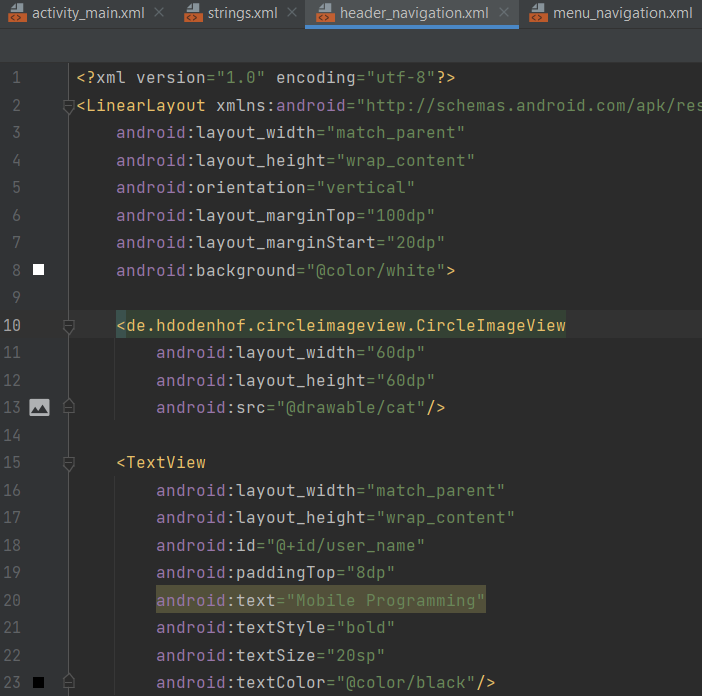 activity_main.xml × strings.xml × header_navigation.xml × menu_navigation.xml
1 <?xml version="1.0" encoding="utf-8"?>
2 <LinearLayout xmlns:android="http://schemas.android.com/apk/res
3 android:layout_width="match_parent"
4 android:layout_height="wrap_content"
5 android:orientation="vertical"
6 android:layout_marginTop="100dp"
7 android:layout_marginStart="20dp"
8 android:background="@color/white">
9
10 <de.hdodenhof.circleimageview.CircleImageView
11 android:layout_width="60dp"
12 android:layout_height="60dp"
13 android:src="@drawable/cat"/>
14
15 <TextView
16 android:layout_width="match_parent"
17 android:layout_height="wrap_content"
18 android:id="@+id/user_name"
19 android:paddingTop="8dp"
20 android:text="Mobile Programming"
21 android:textStyle="bold"
22 android:textSize="20sp"
23 android:textColor="@color/black"/>